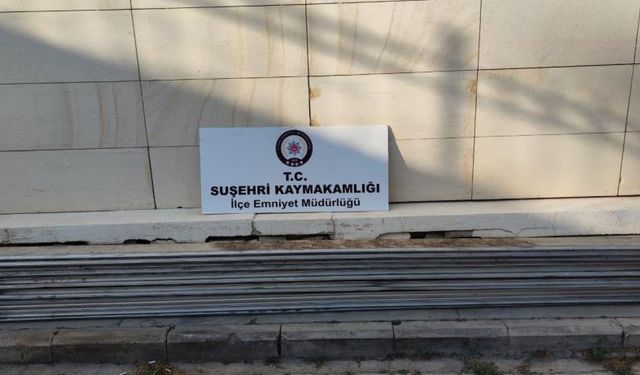 T.C.
SUŞEHRİ KAYMAKAMLIĞI
İlçe Emniyet Müdürlüğü